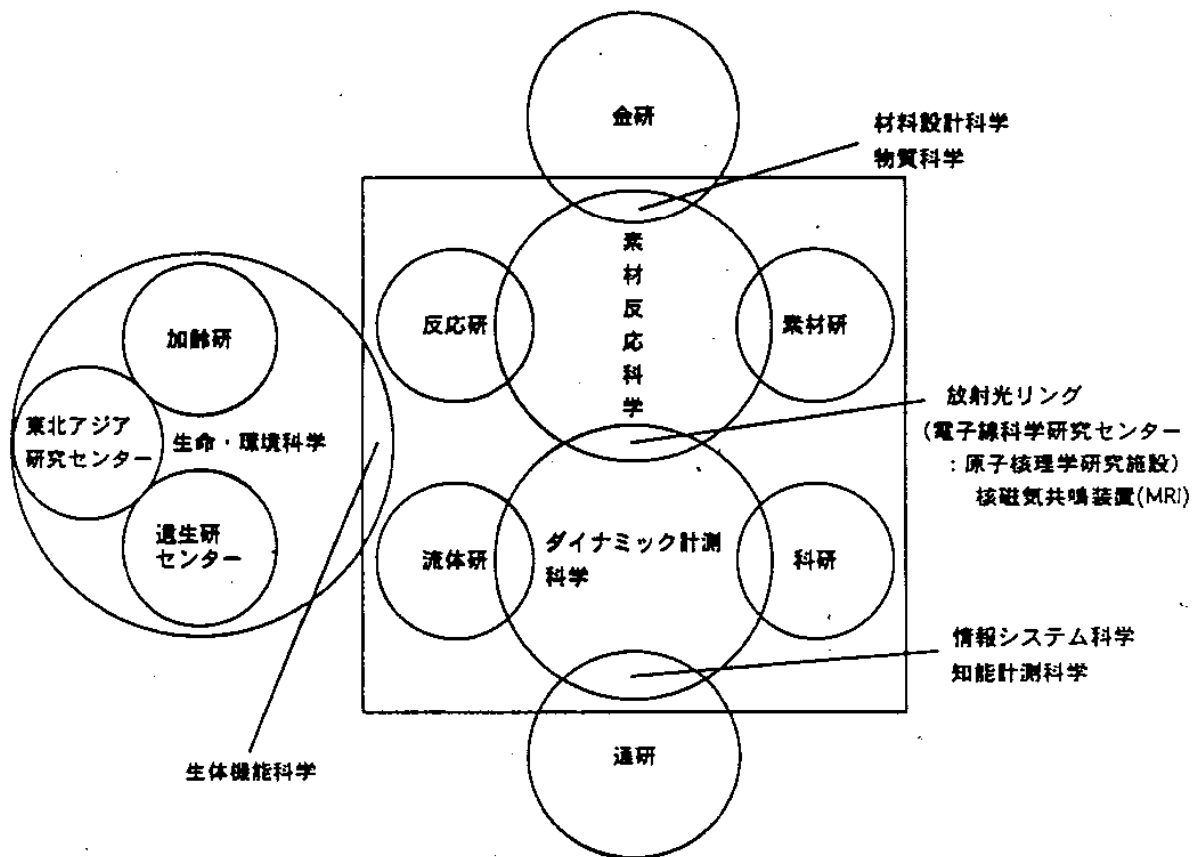 金研
材料設計科学
物質科学
素材反応科学
反応研
素材研
加齢研
東北アジア
研究センター
生命・環境科学
遺生研
センター
放射光リング
(電子線科学研究センター
:原子核理学研究施設)
核磁気共鳴装置(MRI)
流体研
ダイナミック計測
科学
科研
情報システム科学
知能計測科学
通研
生体機能科学